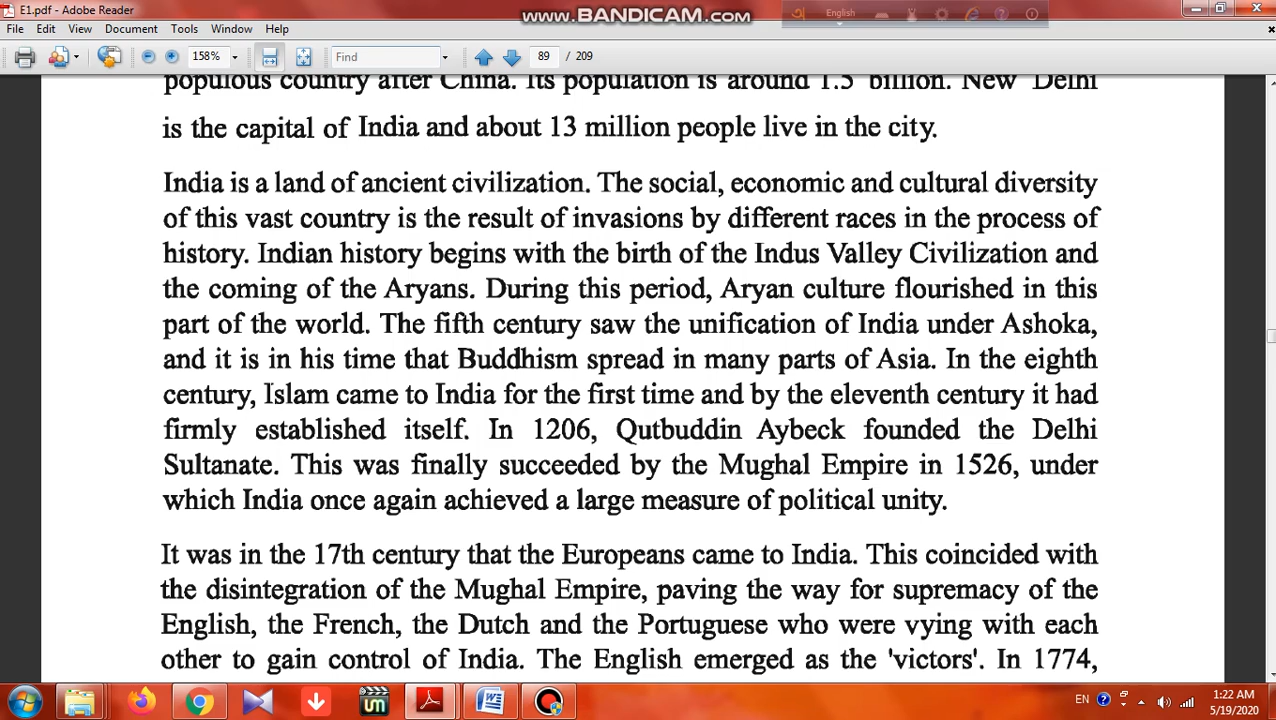 E1.pdf - Adobe Reader
www.BANDICAM.com
English
File Edit View Document Tools Window Help
158% Find 89 / 209
populous country after China. Its population is around 1.5 billion. New Delhi
is the capital of India and about 13 million people live in the city.
India is a land of ancient civilization. The social, economic and cultural diversity
of this vast country is the result of invasions by different races in the process of
history. Indian history begins with the birth of the Indus Valley Civilization and
the coming of the Aryans. During this period, Aryan culture flourished in this
part of the world. The fifth century saw the unification of India under Ashoka,
and it is in his time that Buddhism spread in many parts of Asia. In the eighth
century, Islam came to India for the first time and by the eleventh century it had
firmly established itself. In 1206, Qutbuddin Aybeck founded the Delhi
Sultanate. This was finally succeeded by the Mughal Empire in 1526, under
which India once again achieved a large measure of political unity.
It was in the 17th century that the Europeans came to India. This coincided with
the disintegration of the Mughal Empire, paving the way for supremacy of the
English, the French, the Dutch and the Portuguese who were vying with each
other to gain control of India. The English emerged as the 'victors'. In 1774,
um EN 1:22 AM
5/19/2020